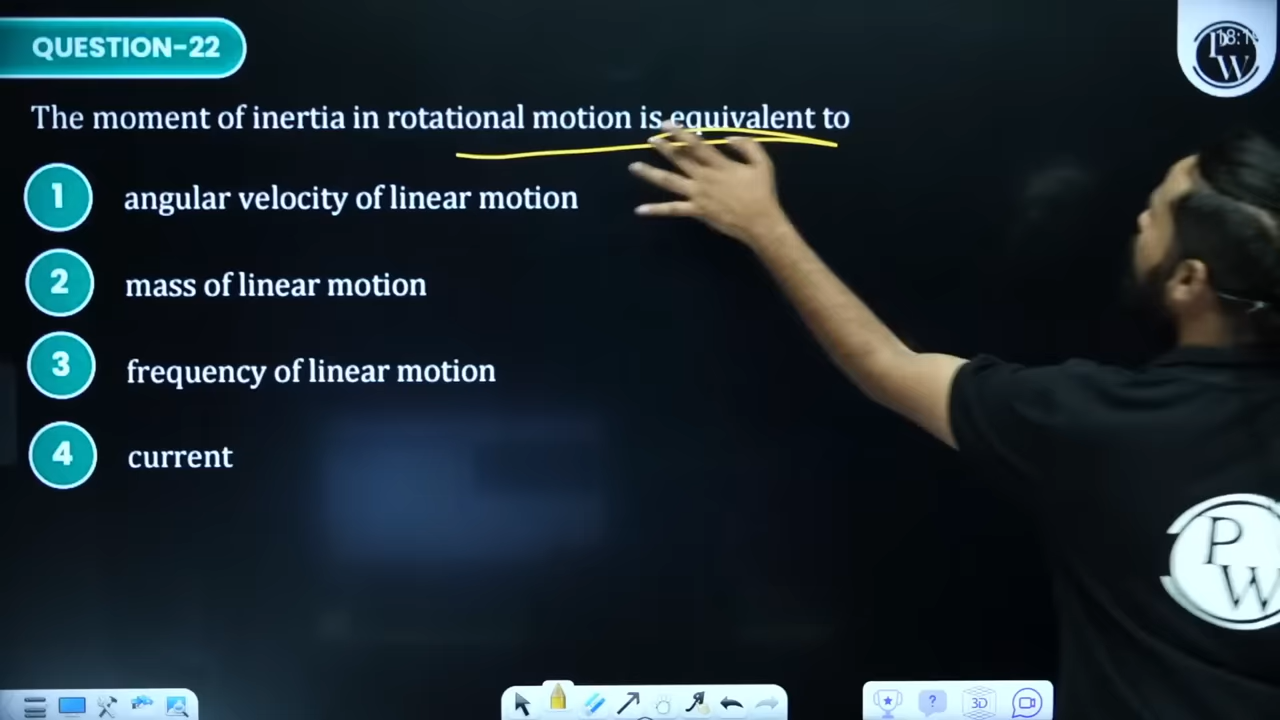 QUESTION-22
The moment of inertia in rotational motion is equivalent to
1 angular velocity of linear motion
2 mass of linear motion
3 frequency of linear motion
4 current
P
W
3D